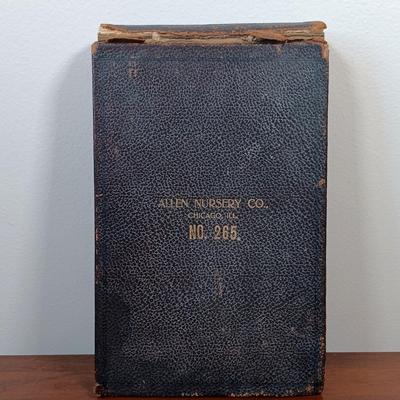 ALLEN NURSERY CO.,
CHICAGO, ILL.
NO. 265.